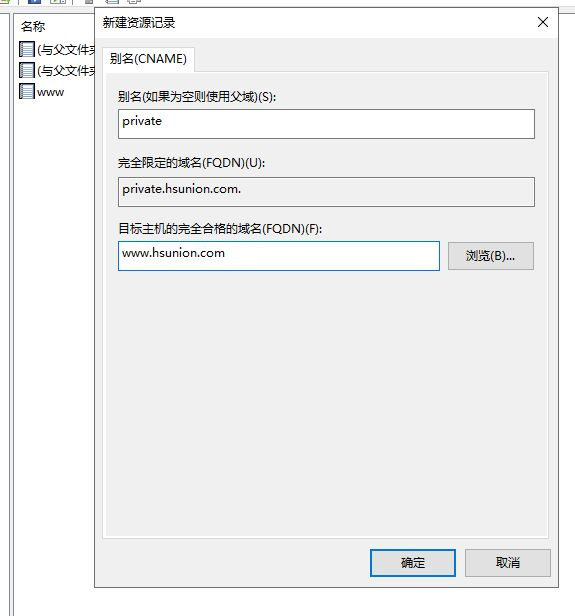 新建资源记录
名称
(与父文件夹
(与父文件夹
www
别名(CNAME)
别名(如果为空则使用父域)(S):
private
完全限定的域名(FQDN)(U):
private.hsunion.com.
目标主机的完全合格的域名(FQDN)(F):
www.hsunion.com
浏览(B)...
确定
取消